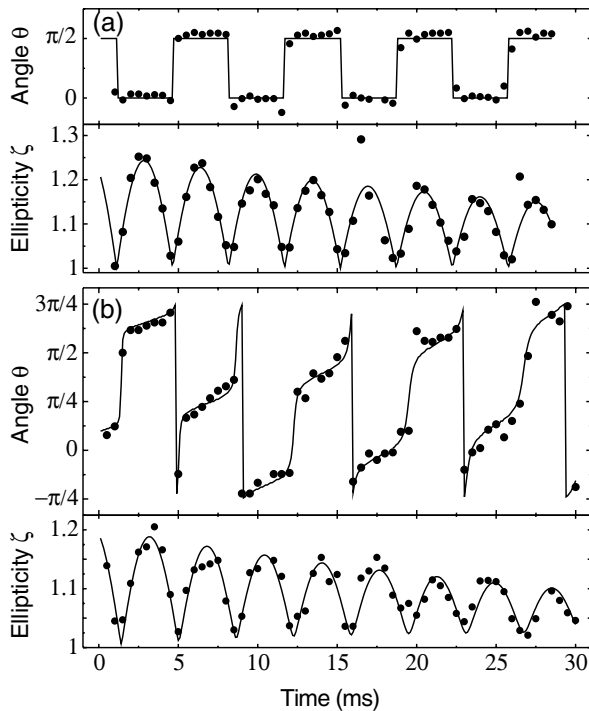 (a)
Angle θ
π/2
0
Ellipticity ζ
1.3
1.2
1.1
1
(b)
Angle θ
3π/4
π/2
π/4
0
−π/4
Ellipticity ζ
1.2
1.1
1
0 5 10 15 20 25 30
Time (ms)